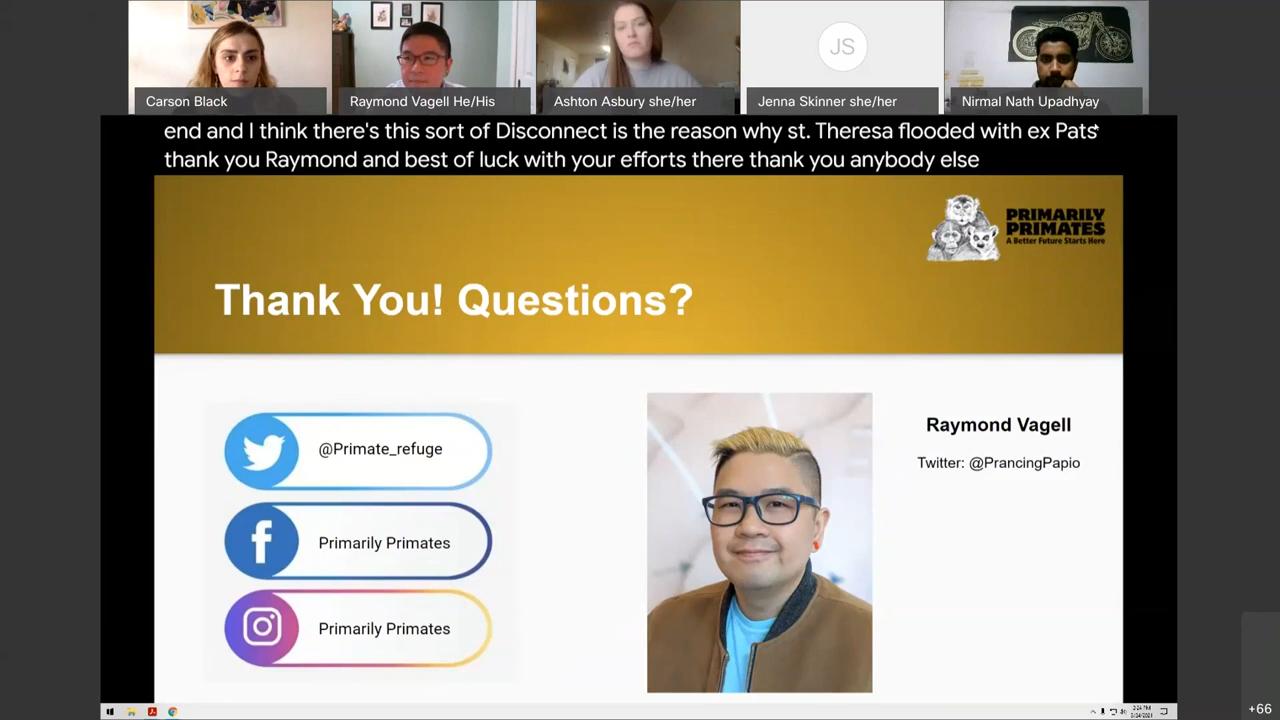 Carson Black
Raymond Vagell He/His
Ashton Asbury she/her
JS
Jenna Skinner she/her
Nirmal Nath Upadhyay
end and I think there's this sort of Disconnect is the reason why st. Theresa flooded with ex Pats
thank you Raymond and best of luck with your efforts there thank you anybody else
PRIMARILY
PRIMATES
A Better Future Starts Here
Thank You! Questions?
@Primate_refuge
Primarily Primates
Primarily Primates
Raymond Vagell
Twitter: @PrancingPapio
+66